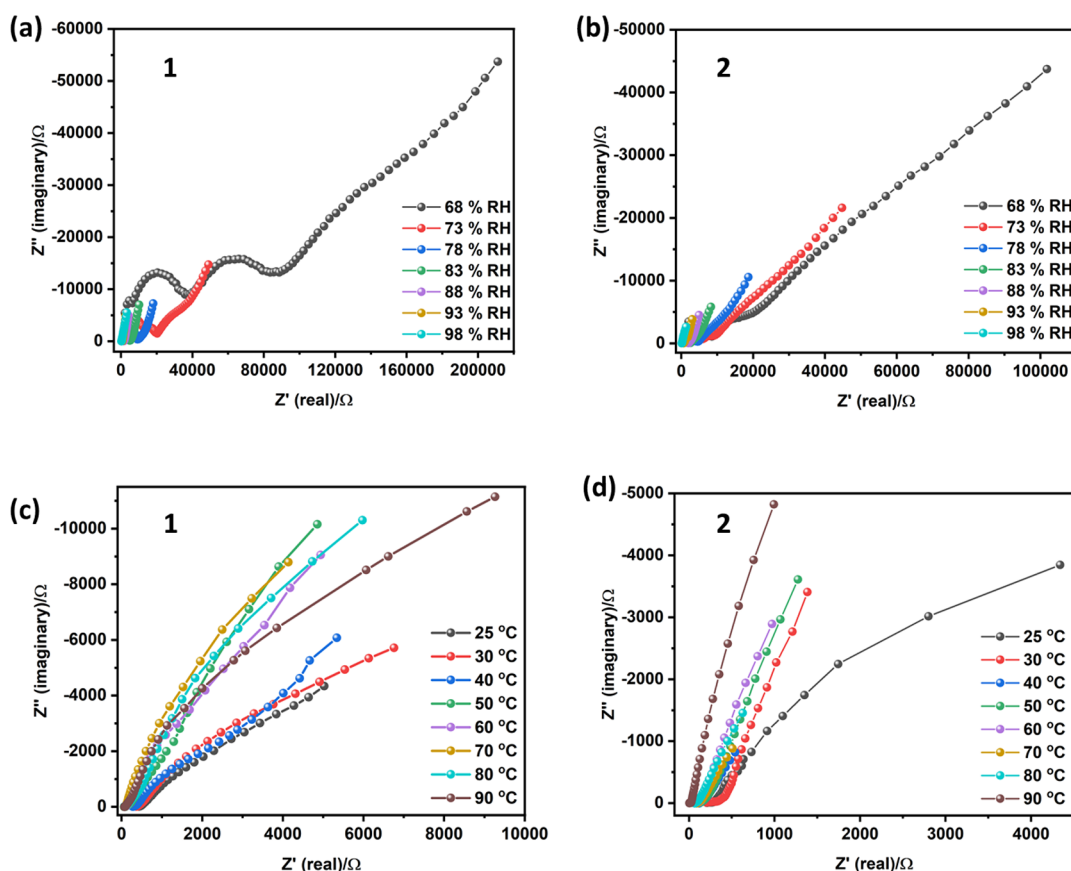 (a)
1
Z'' (imaginary)/Ω
-60000
-50000
-40000
-30000
-20000
-10000
0
68 % RH
73 % RH
78 % RH
83 % RH
88 % RH
93 % RH
98 % RH
0 40000 80000 120000 160000 200000
Z' (real)/Ω
(b)
2
Z'' (imaginary)/Ω
-50000
-40000
-30000
-20000
-10000
0
68 % RH
73 % RH
78 % RH
83 % RH
88 % RH
93 % RH
98 % RH
0 20000 40000 60000 80000 100000
Z' (real)/Ω
(c)
1
Z'' (imaginary)/Ω
-10000
-8000
-6000
-4000
-2000
0
25 °C
30 °C
40 °C
50 °C
60 °C
70 °C
80 °C
90 °C
0 2000 4000 6000 8000 10000
Z' (real)/Ω
(d)
2
Z'' (imaginary)/Ω
-5000
-4000
-3000
-2000
-1000
0
25 °C
30 °C
40 °C
50 °C
60 °C
70 °C
80 °C
90 °C
0 1000 2000 3000 4000
Z' (real)/Ω